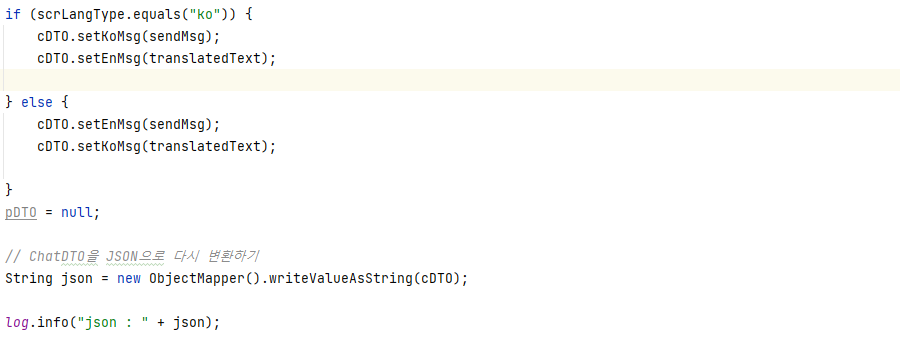 if (scrLangType.equals("ko")) {
    cDTO.setKoMsg(sendMsg);
    cDTO.setEnMsg(translatedText);
} else {
    cDTO.setEnMsg(sendMsg);
    cDTO.setKoMsg(translatedText);
}
pDTO = null;
// ChatDTO을 JSON으로 다시 변환하기
String json = new ObjectMapper().writeValueAsString(cDTO);
log.info("json : " + json);